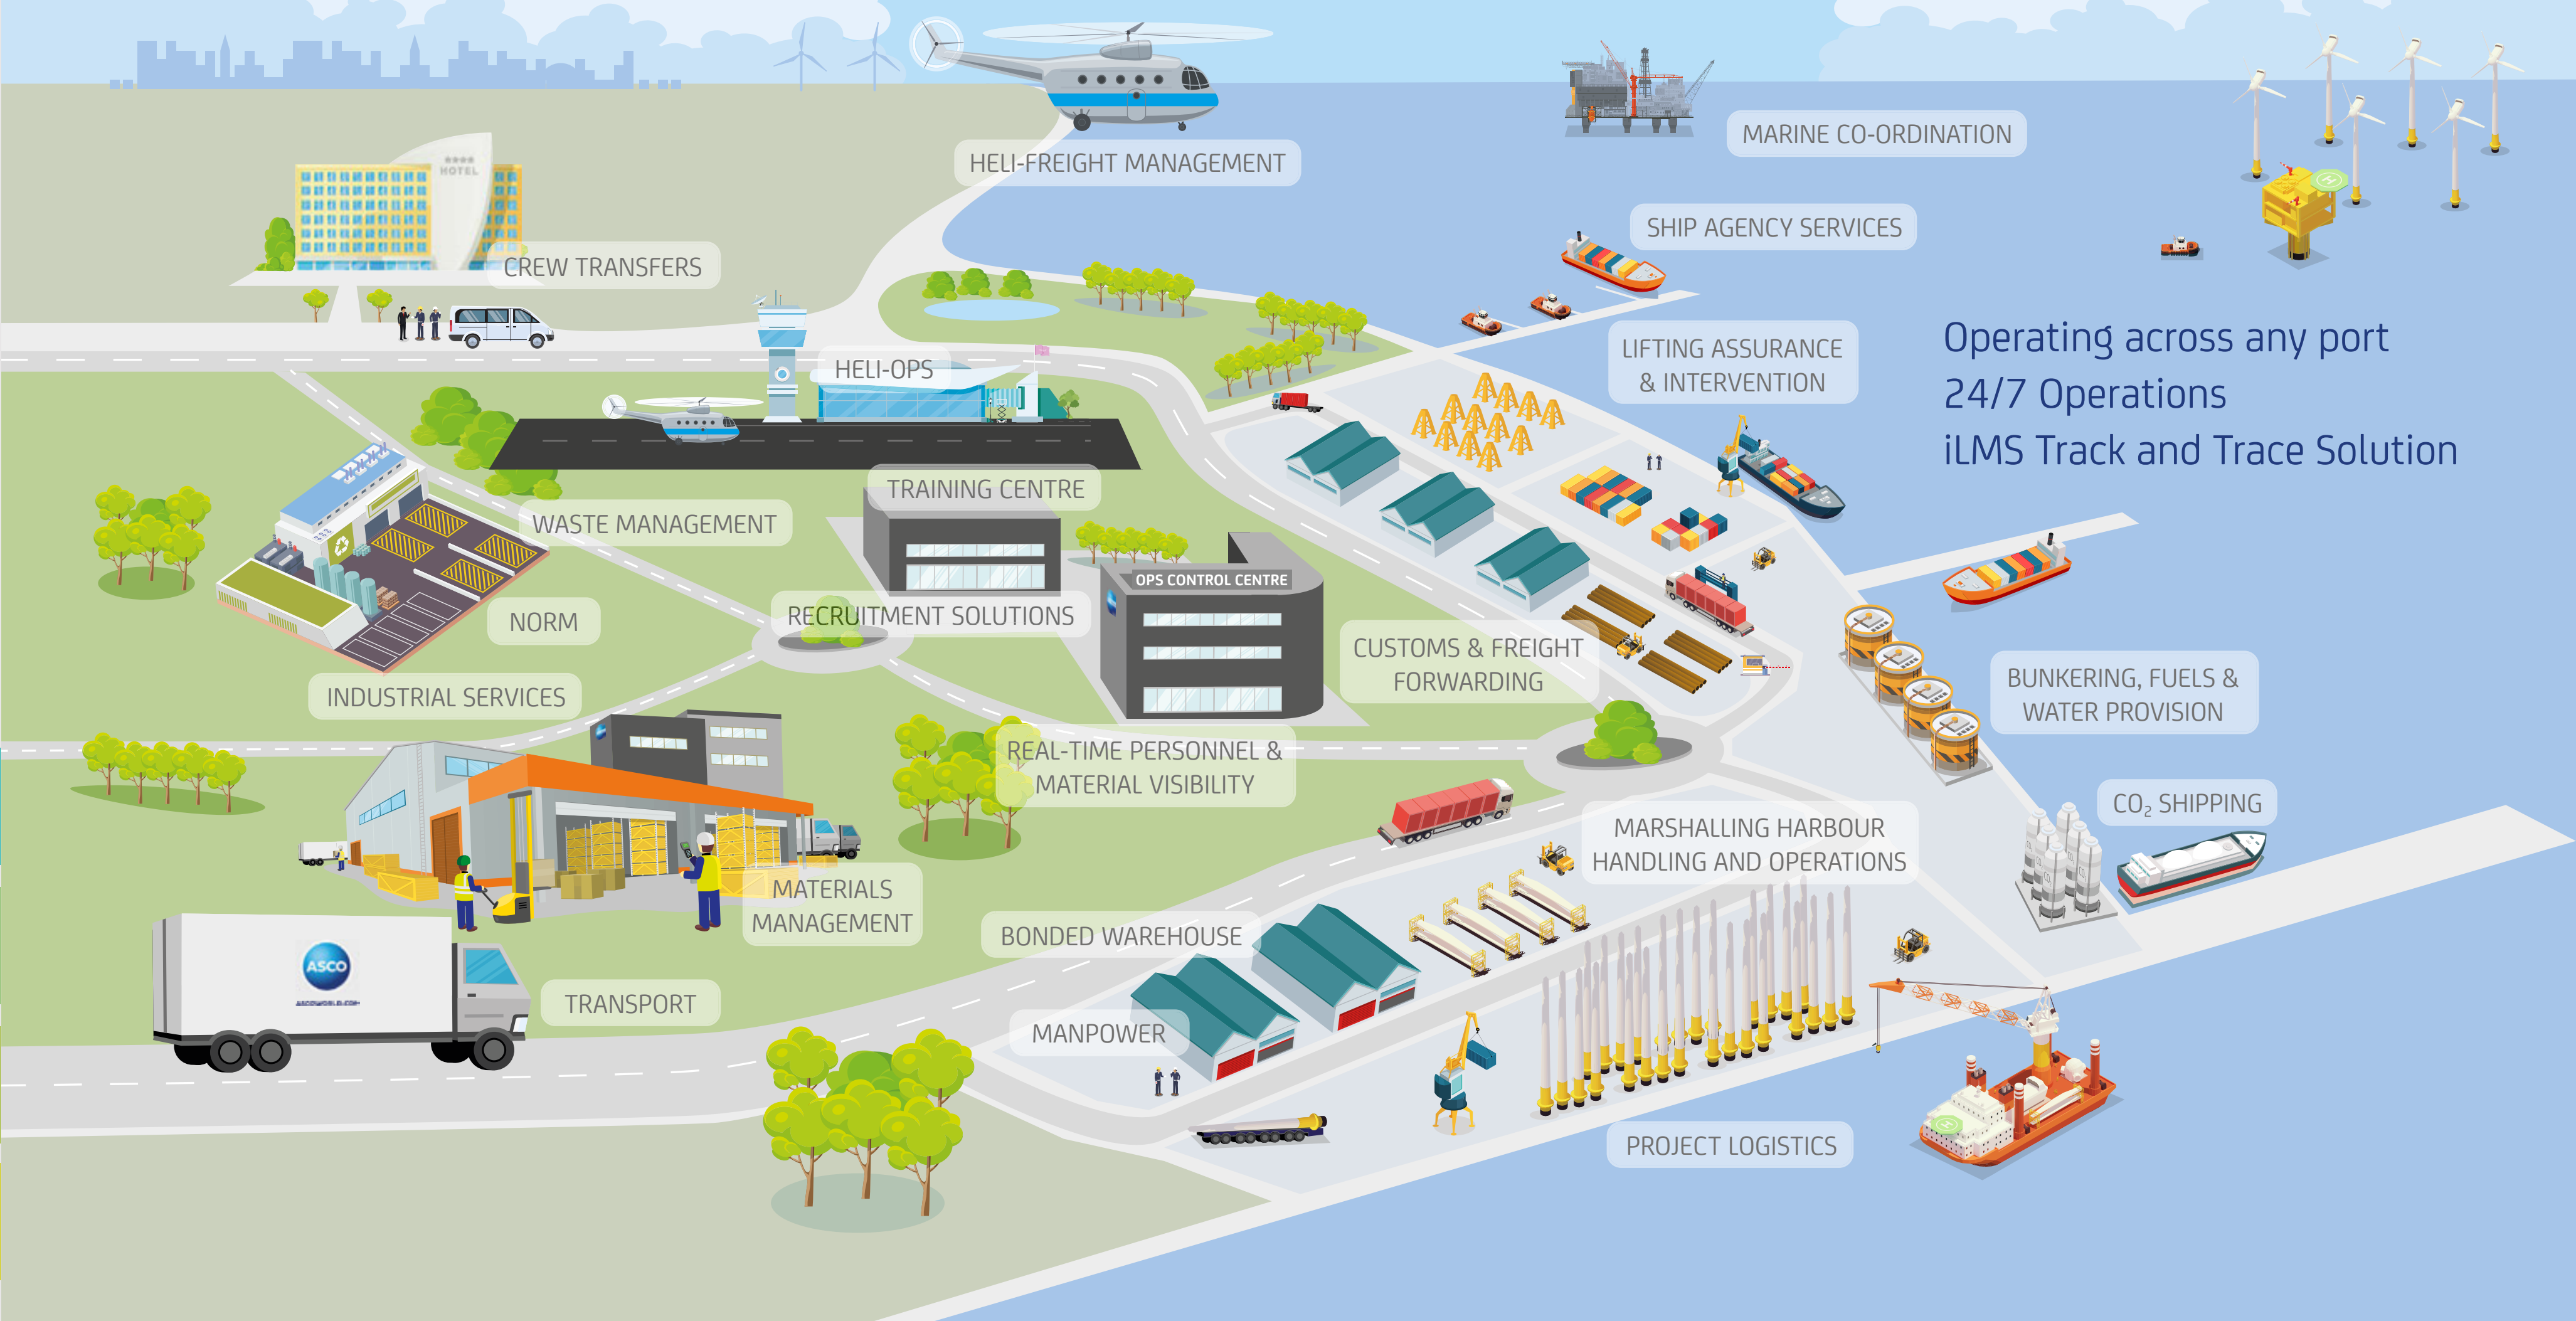 HOTEL
HELI-FREIGHT MANAGEMENT
MARINE CO-ORDINATION
SHIP AGENCY SERVICES
CREW TRANSFERS
LIFTING ASSURANCE
& INTERVENTION
Operating across any port
24/7 Operations
iLMS Track and Trace Solution
HELI-OPS
TRAINING CENTRE
WASTE MANAGEMENT
OPS CONTROL CENTRE
RECRUITMENT SOLUTIONS
NORM
CUSTOMS & FREIGHT
FORWARDING
BUNKERING, FUELS &
WATER PROVISION
INDUSTRIAL SERVICES
REAL-TIME PERSONNEL &
MATERIAL VISIBILITY
CO₂ SHIPPING
MARSHALLING HARBOUR
HANDLING AND OPERATIONS
MATERIALS
MANAGEMENT
BONDED WAREHOUSE
ASCO
ASCOWORLD.COM
TRANSPORT
MANPOWER
PROJECT LOGISTICS
H
H